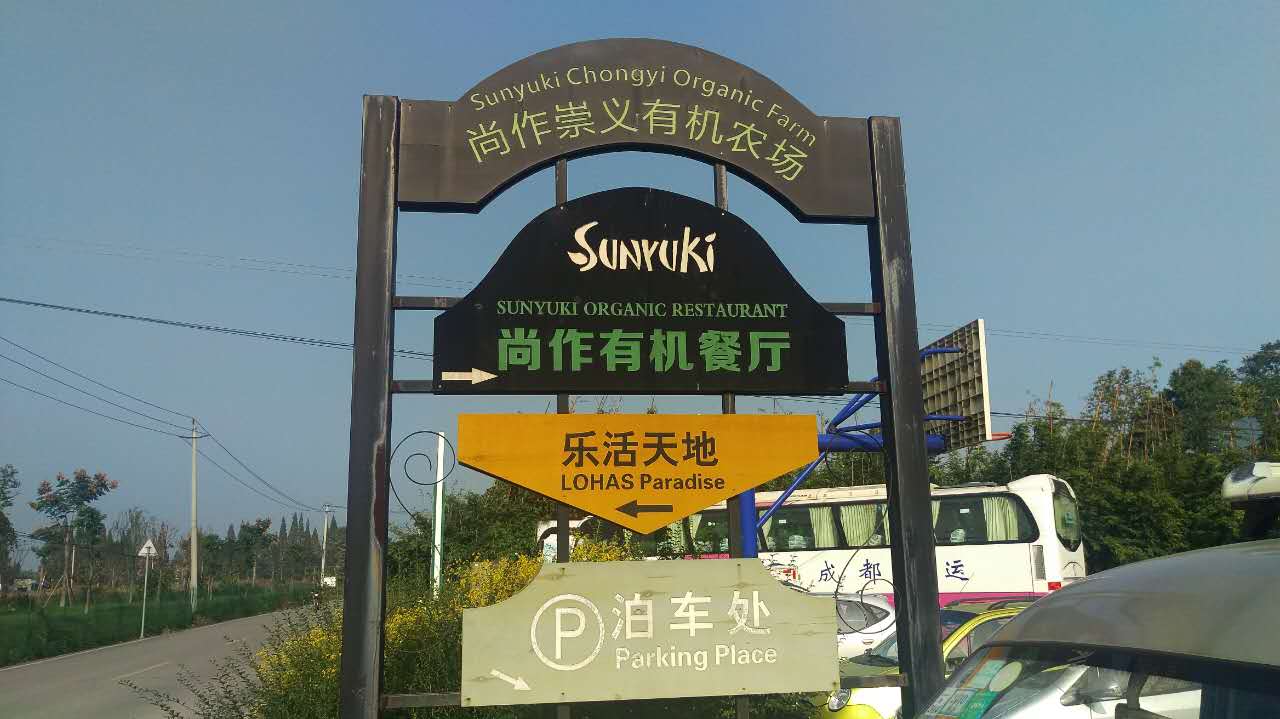 Sunyuki Chongyi Organic Farm
尚作崇义有机农场
SUNYUKI
SUNYUKI ORGANIC RESTAURANT
尚作有机餐厅
乐活天地
LOHAS Paradise
P 泊车处
Parking Place
成都 运